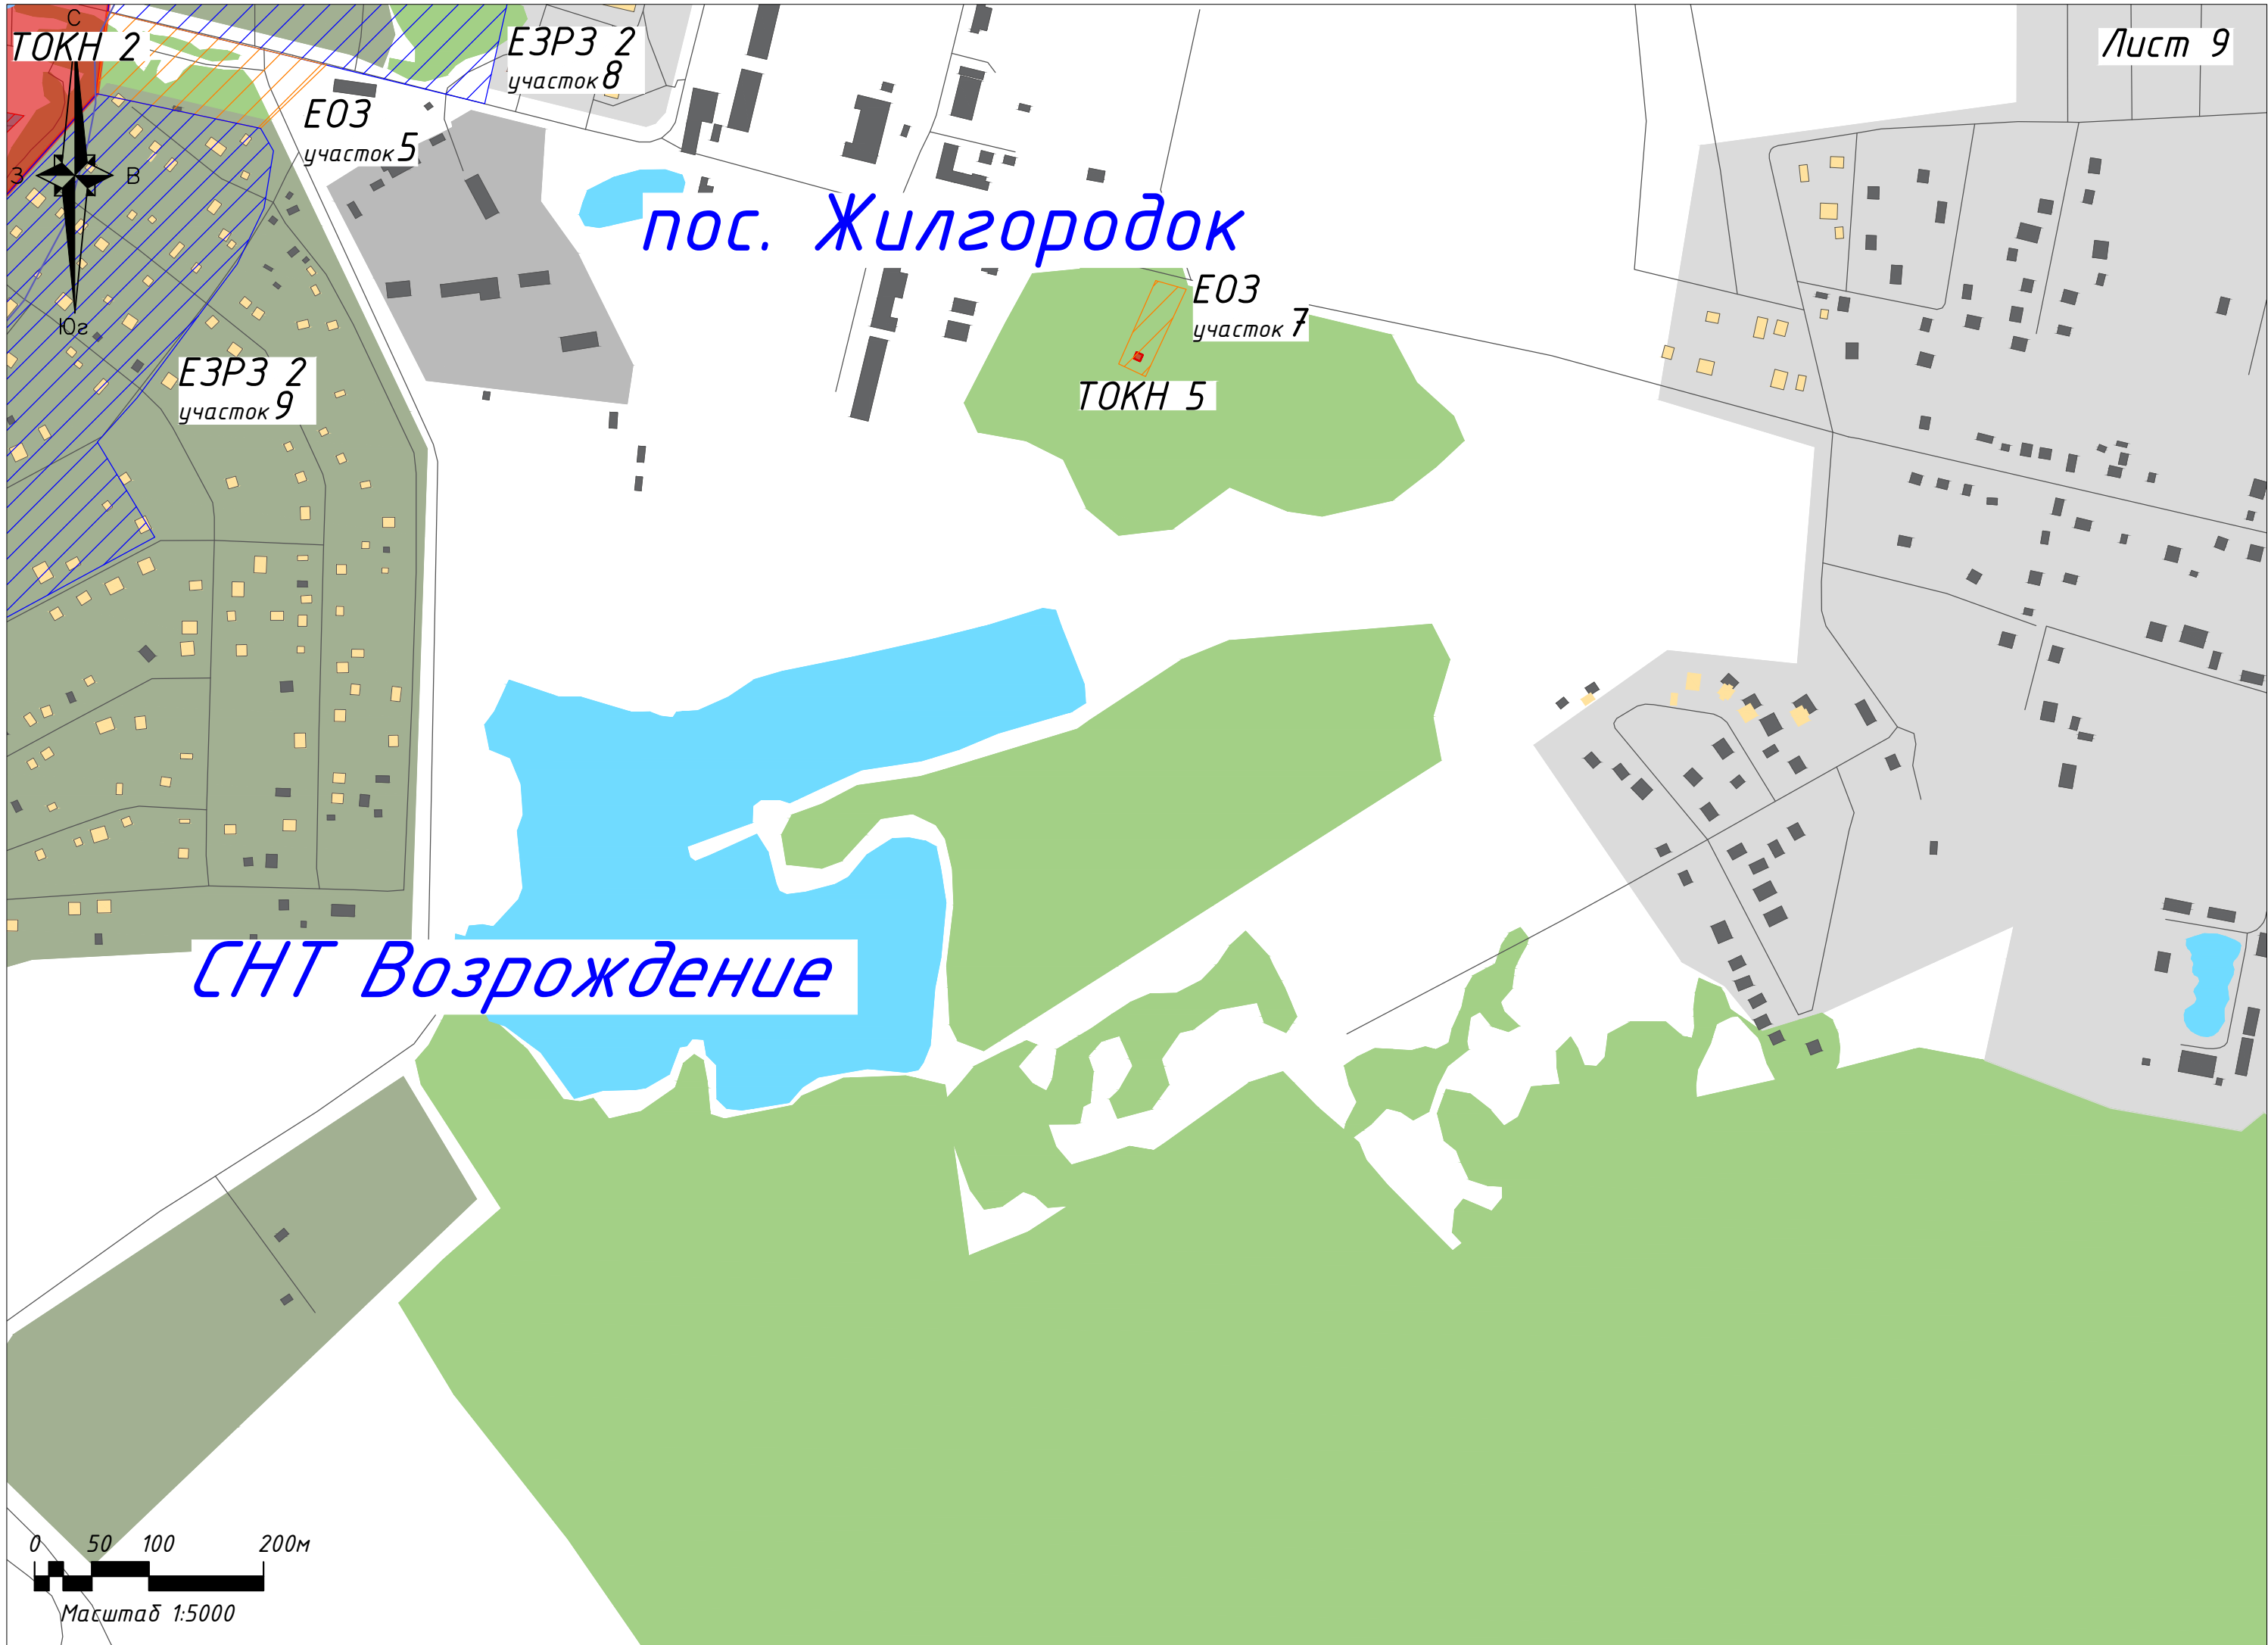 С
ТОКН 2
ЕЗРЗ 2
участок 8
Лист 9
ЕОЗ
участок 5
З
В
пос. Жилгородок
ЕОЗ
участок 7
Юг
ЕЗРЗ 2
участок 9
ТОКН 5
СНТ Возрождение
0 50 100 200м
Масштаб 1:5000